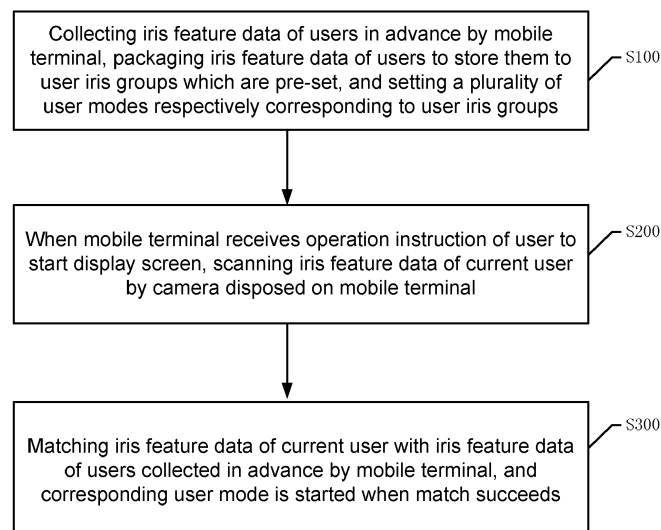 Collecting iris feature data of users in advance by mobile
terminal, packaging iris feature data of users to store them to
user iris groups which are pre-set, and setting a plurality of
user modes respectively corresponding to user iris groups
S100
When mobile terminal receives operation instruction of user to
start display screen, scanning iris feature data of current user
by camera disposed on mobile terminal
S200
Matching iris feature data of current user with iris feature data
of users collected in advance by mobile terminal, and
corresponding user mode is started when match succeeds
S300